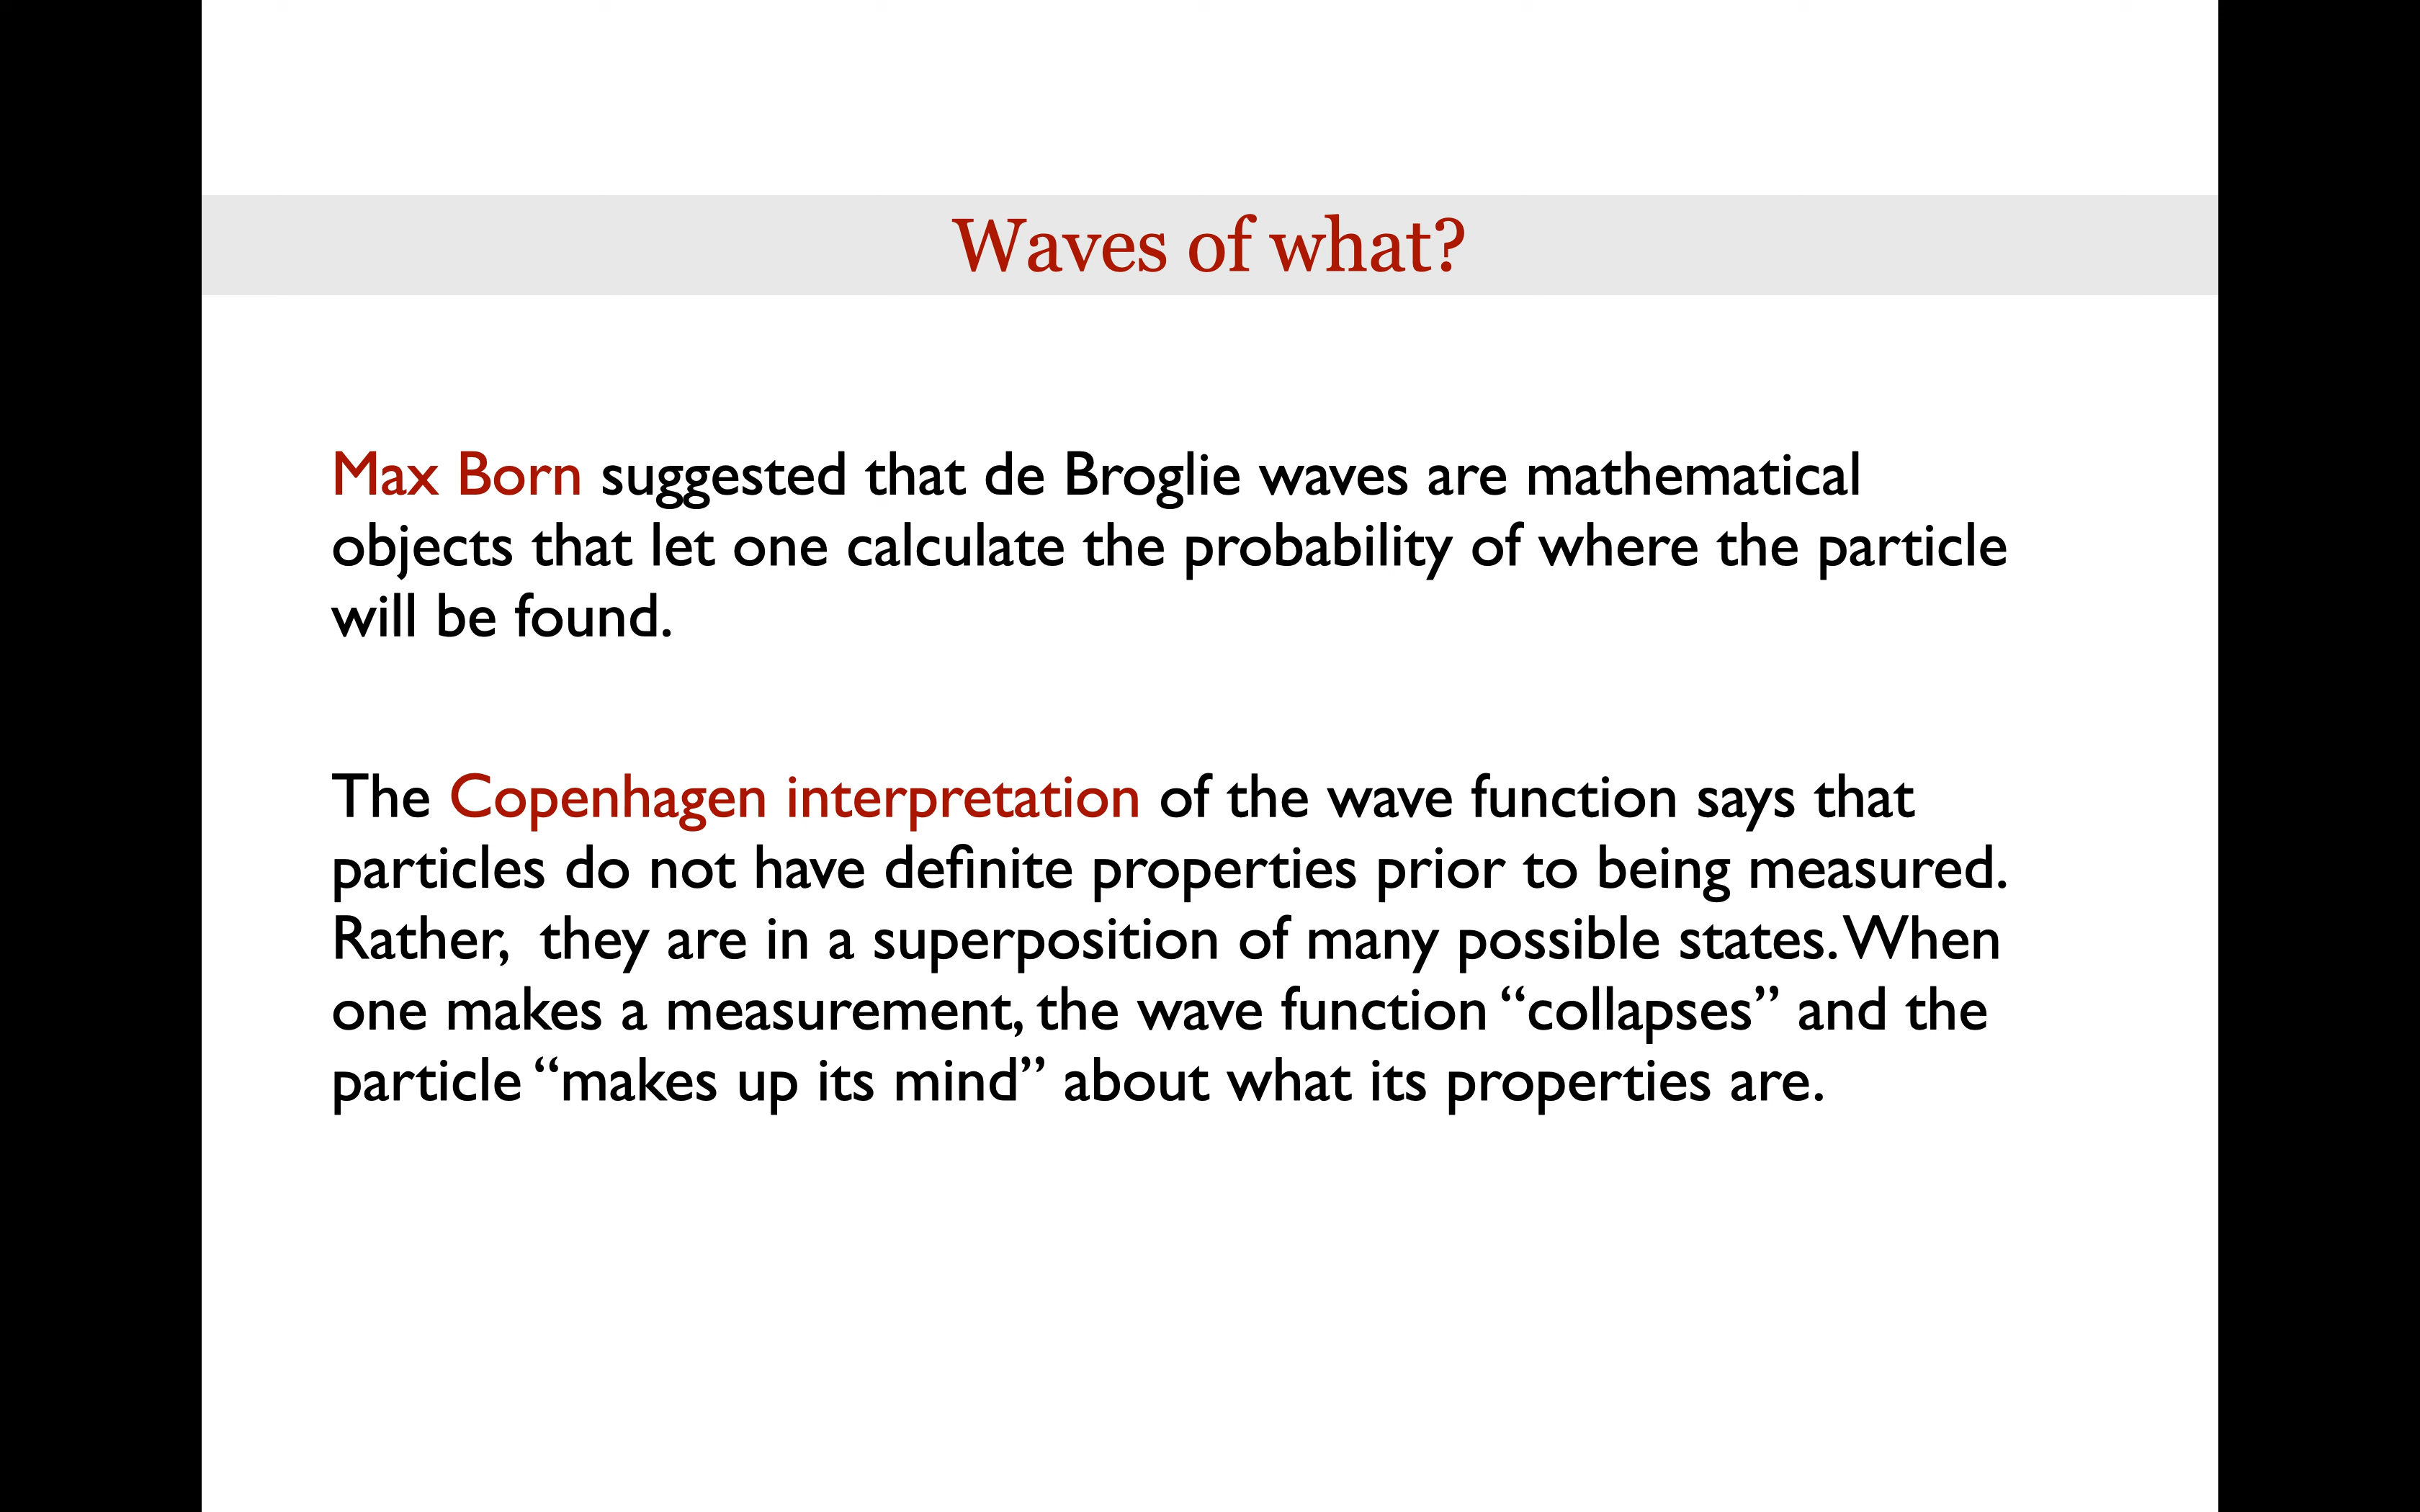 Waves of what?
Max Born suggested that de Broglie waves are mathematical
objects that let one calculate the probability of where the particle
will be found.
The Copenhagen interpretation of the wave function says that
particles do not have definite properties prior to being measured.
Rather, they are in a superposition of many possible states. When
one makes a measurement, the wave function “collapses” and the
particle “makes up its mind” about what its properties are.